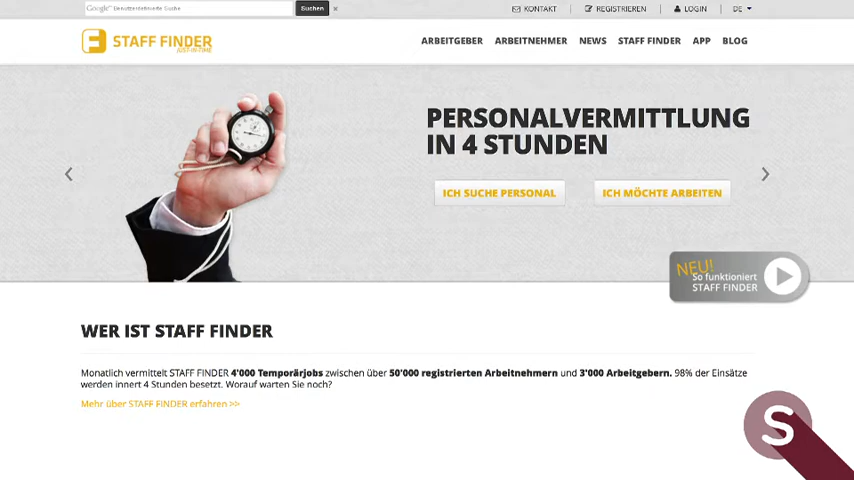 Google™ Benutzerdefinierte Suche
Suchen
×
KONTAKT
REGISTRIEREN
LOGIN
DE
STAFF FINDER
JUST-IN-TIME
ARBEITGEBER
ARBEITNEHMER
NEWS
STAFF FINDER
APP
BLOG
PERSONALVERMITTLUNG
IN 4 STUNDEN
ICH SUCHE PERSONAL
ICH MÖCHTE ARBEITEN
NEU!
So funktioniert
STAFF FINDER
WER IST STAFF FINDER
Monatlich vermittelt STAFF FINDER 4'000 Temporärjobs zwischen über 50'000 registrierten Arbeitnehmern und 3'000 Arbeitgebern. 98% der Einsätze
werden innert 4 Stunden besetzt. Worauf warten Sie noch?
Mehr über STAFF FINDER erfahren >>
S